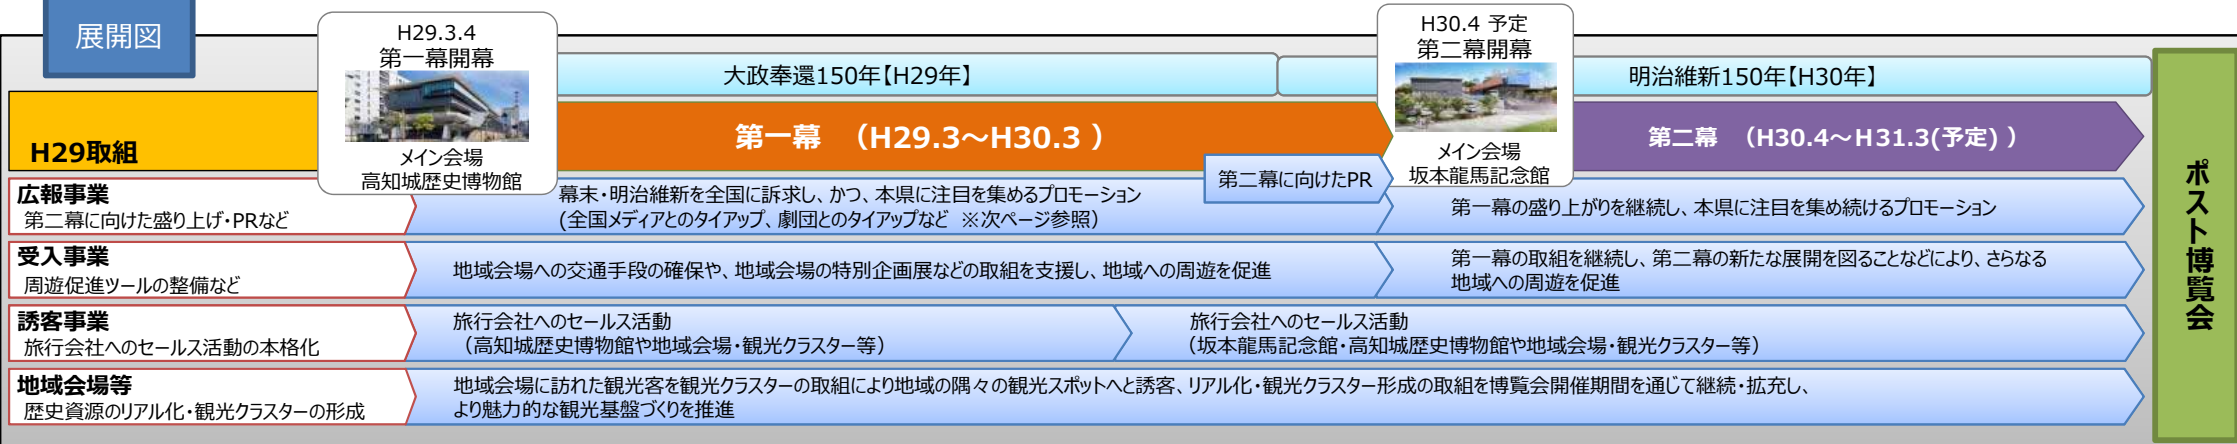 展開図
H29.3.4
第一幕開幕
メイン会場
高知城歴史博物館
H30.4 予定
第二幕開幕
メイン会場
坂本龍馬記念館
大政奉還150年【H29年】
明治維新150年【H30年】
H29取組
第一幕 （H29.3～H30.3 ）
第二幕 （H30.4～H31.3(予定) ）
ポスト博覧会
広報事業
第二幕に向けた盛り上げ・PRなど
幕末・明治維新を全国に訴求し、かつ、本県に注目を集めるプロモーション
(全国メディアとのタイアップ、劇団とのタイアップなど ※次ページ参照）
第二幕に向けたPR
第一幕の盛り上がりを継続し、本県に注目を集め続けるプロモーション
受入事業
周遊促進ツールの整備など
地域会場への交通手段の確保や、地域会場の特別企画展などの取組を支援し、地域への周遊を促進
第一幕の取組を継続し、第二幕の新たな展開を図ることなどにより、さらなる
地域への周遊を促進
誘客事業
旅行会社へのセールス活動の本格化
旅行会社へのセールス活動
（高知城歴史博物館や地域会場・観光クラスター等）
旅行会社へのセールス活動
（坂本龍馬記念館・高知城歴史博物館や地域会場・観光クラスター等）
地域会場等
歴史資源のリアル化・観光クラスターの形成
地域会場に訪れた観光客を観光クラスターの取組により地域の隅々の観光スポットへと誘客、リアル化・観光クラスター形成の取組を博覧会開催期間を通じて継続・拡充し、
より魅力的な観光基盤づくりを推進